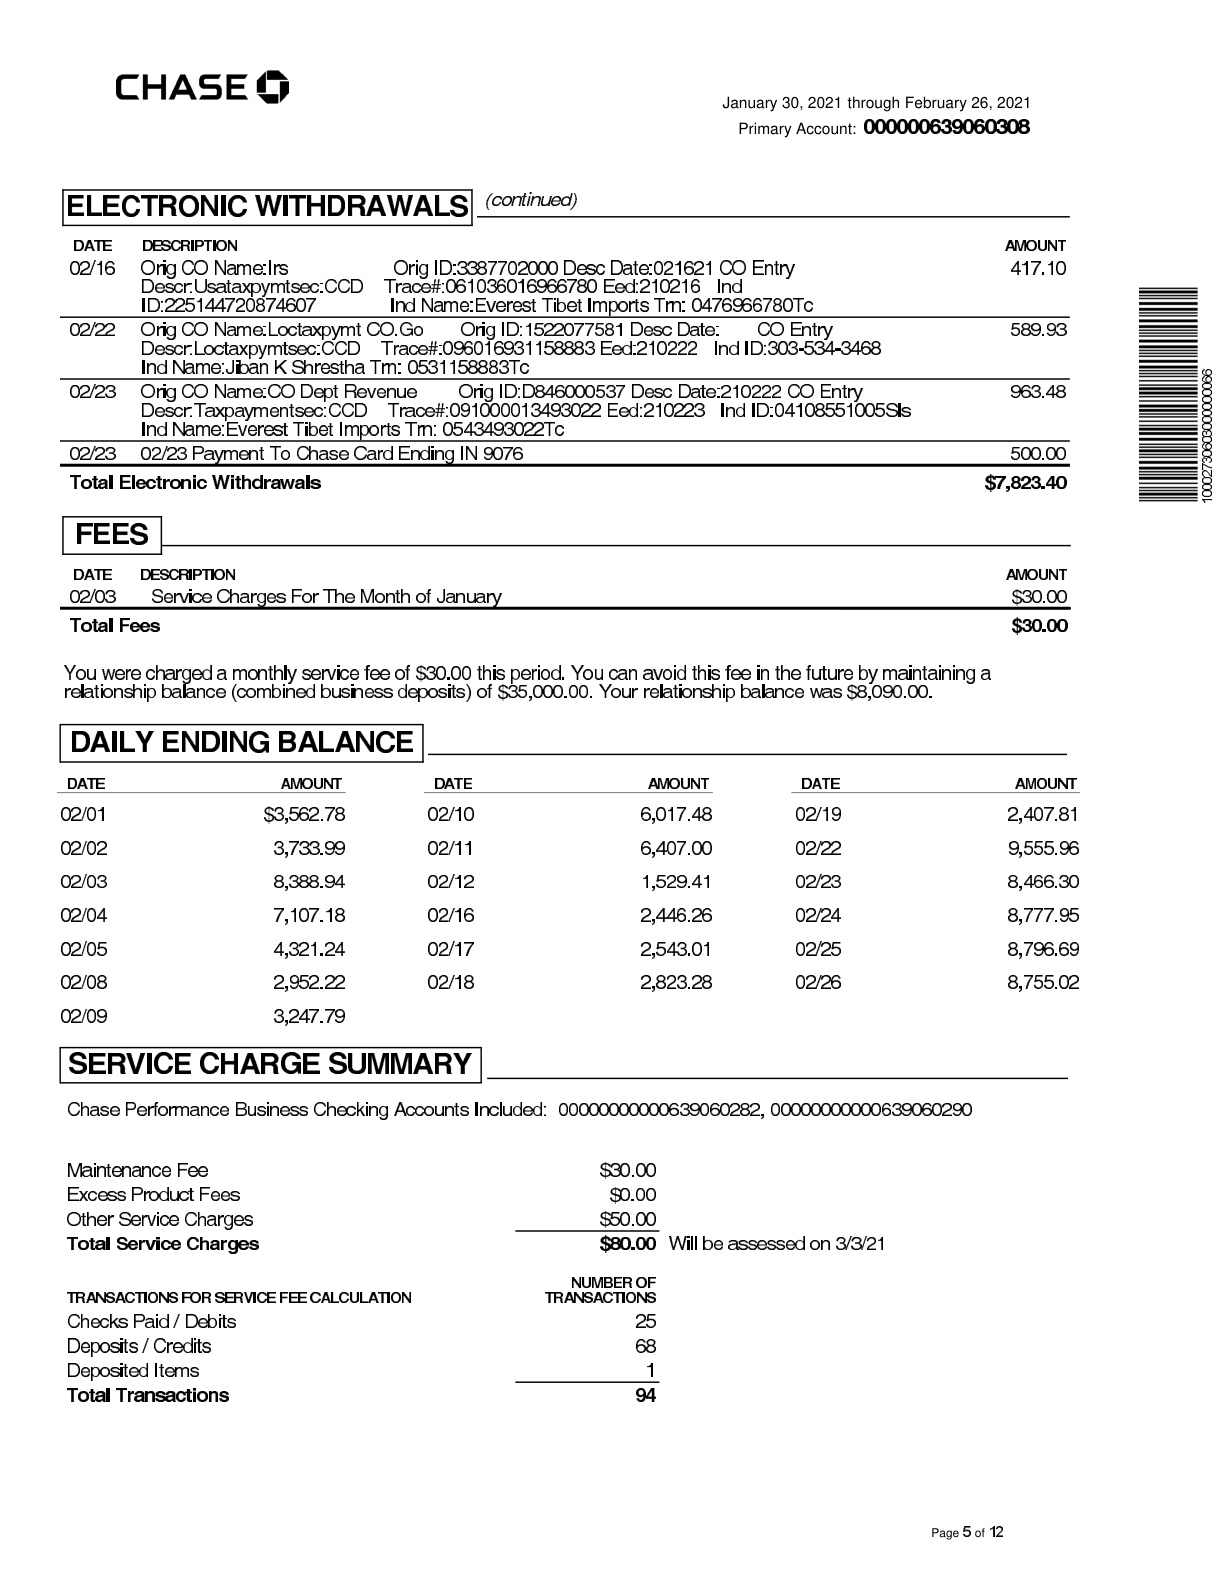 CHASE
January 30, 2021 through February 26, 2021
Primary Account: 000000639060308
ELECTRONIC WITHDRAWALS (continued)
DATE DESCRIPTION AMOUNT
02/16 Orig CO Name:Irs Orig ID:3387702000 Desc Date:021621 CO Entry 417.10
Descr:Usataxpymtsec:CCD Trace#:061036016966780 Eed:210216 Ind
ID:225144720874607 Ind Name:Everest Tibet Imports Trn: 0476966780Tc
02/22 Orig CO Name:Loctaxpymt CO.Go Orig ID:1522077581 Desc Date: CO Entry 589.93
Descr:Loctaxpymtsec:CCD Trace#:096016931158883 Eed:210222 Ind ID:303-534-3468
Ind Name:Jiban K Shrestha Trn: 0531158883Tc
02/23 Orig CO Name:CO Dept Revenue Orig ID:D846000537 Desc Date:210222 CO Entry 963.48
Descr:Taxpaymentsec:CCD Trace#:091000013493022 Eed:210223 Ind ID:04108551005Sls
Ind Name:Everest Tibet Imports Trn: 0543493022Tc
02/23 02/23 Payment To Chase Card Ending IN 9076 500.00
Total Electronic Withdrawals $7,823.40
FEES
DATE DESCRIPTION AMOUNT
02/03 Service Charges For The Month of January $30.00
Total Fees $30.00
You were charged a monthly service fee of $30.00 this period. You can avoid this fee in the future by maintaining a
relationship balance (combined business deposits) of $35,000.00. Your relationship balance was $8,090.00.
DAILY ENDING BALANCE
DATE AMOUNT DATE AMOUNT DATE AMOUNT
02/01 $3,562.78 02/10 6,017.48 02/19 2,407.81
02/02 3,733.99 02/11 6,407.00 02/22 9,555.96
02/03 8,388.94 02/12 1,529.41 02/23 8,466.30
02/04 7,107.18 02/16 2,446.26 02/24 8,777.95
02/05 4,321.24 02/17 2,543.01 02/25 8,796.69
02/08 2,952.22 02/18 2,823.28 02/26 8,755.02
02/09 3,247.79
SERVICE CHARGE SUMMARY
Chase Performance Business Checking Accounts Included: 00000000000639060282, 00000000000639060290
Maintenance Fee $30.00
Excess Product Fees $0.00
Other Service Charges $50.00
Total Service Charges $80.00 Will be assessed on 3/3/21
NUMBER OF
TRANSACTIONS FOR SERVICE FEE CALCULATION TRANSACTIONS
Checks Paid / Debits 25
Deposits / Credits 68
Deposited Items 1
Total Transactions 94
Page 5 of 12